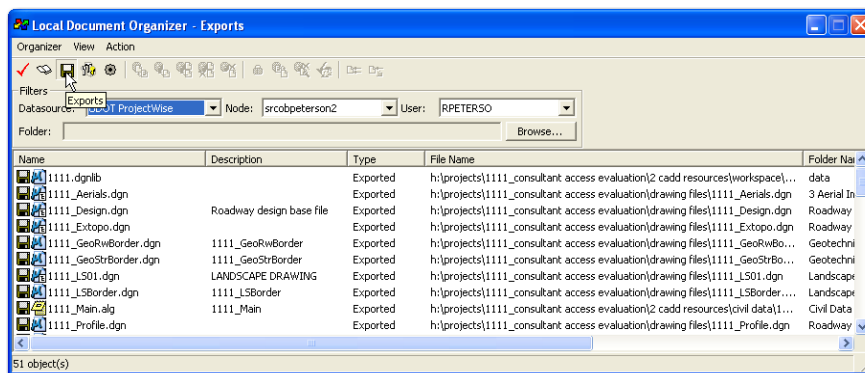 Local Document Organizer - Exports
Organizer View Action
Filters
Exports
Datasource: UDOT ProjectWise Node: srcobpeterson2 User: RPETERSO
Folder: Browse...
Name Description Type File Name Folder Nar
1111.dgnlib Exported h:\projects\1111_consultant access evaluation\2 cadd resources\workspace\... data
1111_Aerials.dgn Exported h:\projects\1111_consultant access evaluation\drawing files\1111_Aerials.dgn 3 Aerial In
1111_Design.dgn Roadway design base file Exported h:\projects\1111_consultant access evaluation\drawing files\1111_Design.dgn Roadway
1111_Extopo.dgn Exported h:\projects\1111_consultant access evaluation\drawing files\1111_Extopo.dgn Roadway
1111_GeoRwBorder.dgn 1111_GeoRwBorder Exported h:\projects\1111_consultant access evaluation\drawing files\1111_GeoRwBo... Geotechni
1111_GeoStrBorder.dgn 1111_GeoStrBorder Exported h:\projects\1111_consultant access evaluation\drawing files\1111_GeoStrBo... Geotechni
1111_LS01.dgn LANDSCAPE DRAWING Exported h:\projects\1111_consultant access evaluation\drawing files\1111_LS01.dgn Landscape
1111_LSBorder.dgn 1111_LSBorder Exported h:\projects\1111_consultant access evaluation\drawing files\1111_LSBorder.... Landscape
1111_Main.alg 1111_Main Exported h:\projects\1111_consultant access evaluation\2 cadd resources\civil data\1... Civil Data
1111_Profile.dgn Exported h:\projects\1111_consultant access evaluation\drawing files\1111_Profile.dgn Roadway
51 object(s)